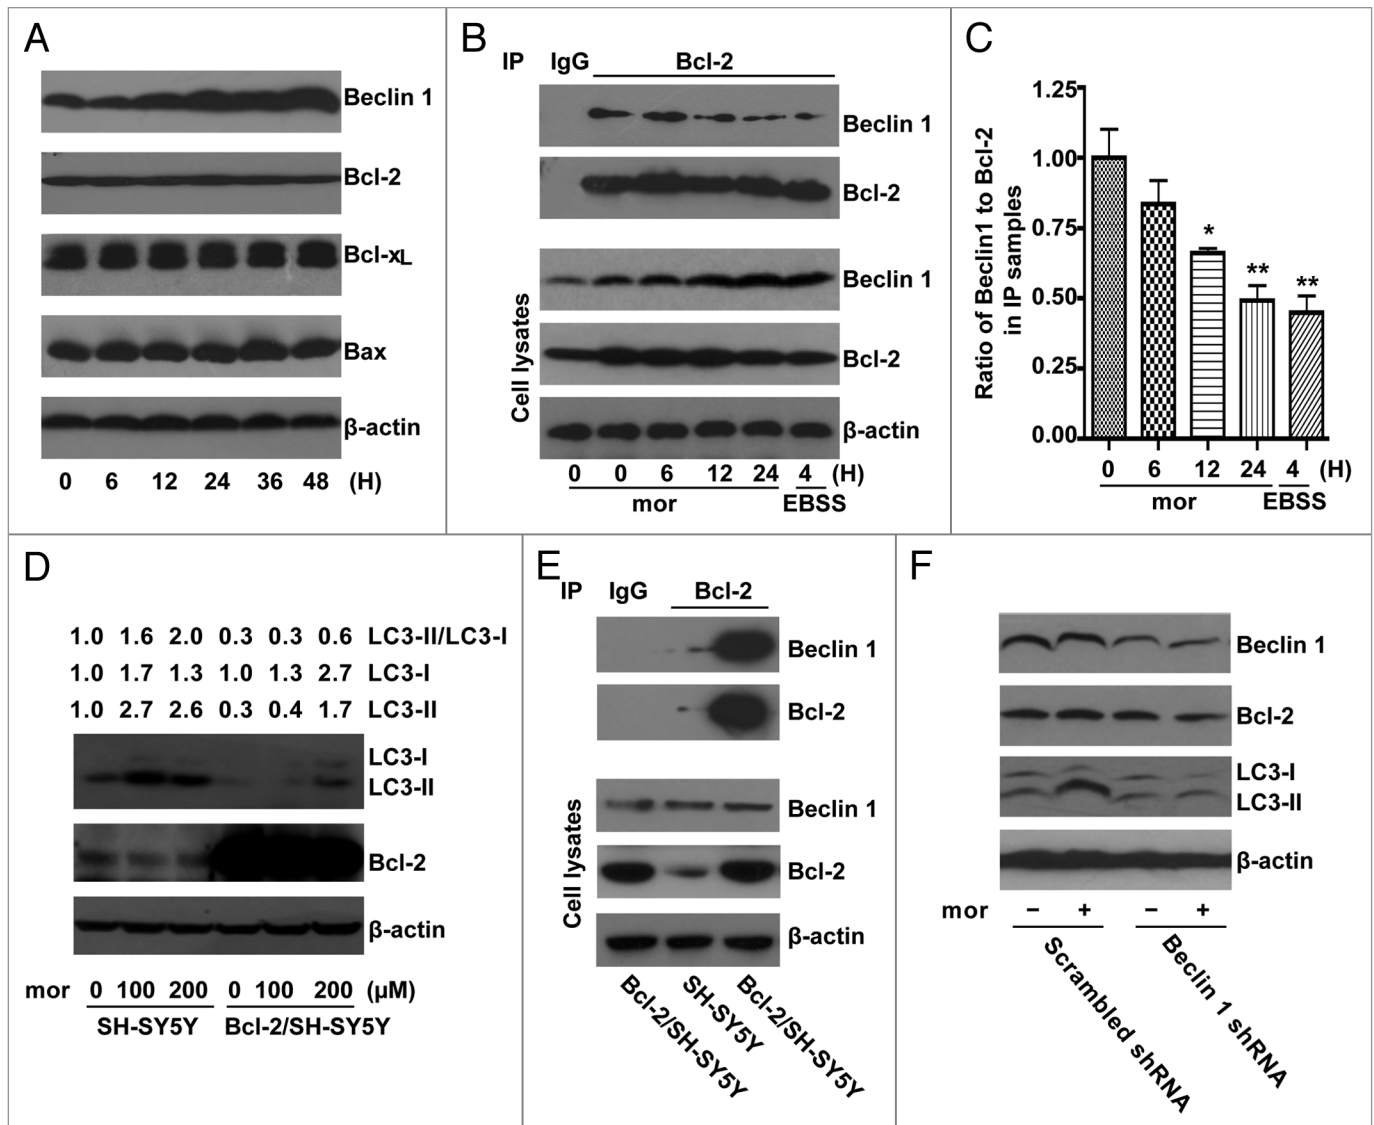 A
Beclin 1
Bcl-2
Bcl-xL
Bax
β-actin
0 6 12 24 36 48 (H)
B
IP IgG Bcl-2
Beclin 1
Bcl-2
Cell lysates
Beclin 1
Bcl-2
β-actin
0 0 6 12 24 4 (H)
mor EBSS
C
Ratio of Beclin1 to Bcl-2
in IP samples
1.25
1.00
0.75
0.50
0.25
0.00
*
**
**
0 6 12 24 4 (H)
mor EBSS
D
1.0 1.6 2.0 0.3 0.3 0.6 LC3-II/LC3-I
1.0 1.7 1.3 1.0 1.3 2.7 LC3-I
1.0 2.7 2.6 0.3 0.4 1.7 LC3-II
LC3-I
LC3-II
Bcl-2
β-actin
mor 0 100 200 0 100 200 (μM)
SH-SY5Y Bcl-2/SH-SY5Y
E
IP IgG Bcl-2
Beclin 1
Bcl-2
Cell lysates
Beclin 1
Bcl-2
β-actin
Bcl-2/SH-SY5Y
SH-SY5Y
Bcl-2/SH-SY5Y
F
Beclin 1
Bcl-2
LC3-I
LC3-II
β-actin
mor − + − +
Scrambled shRNA
Beclin 1 shRNA